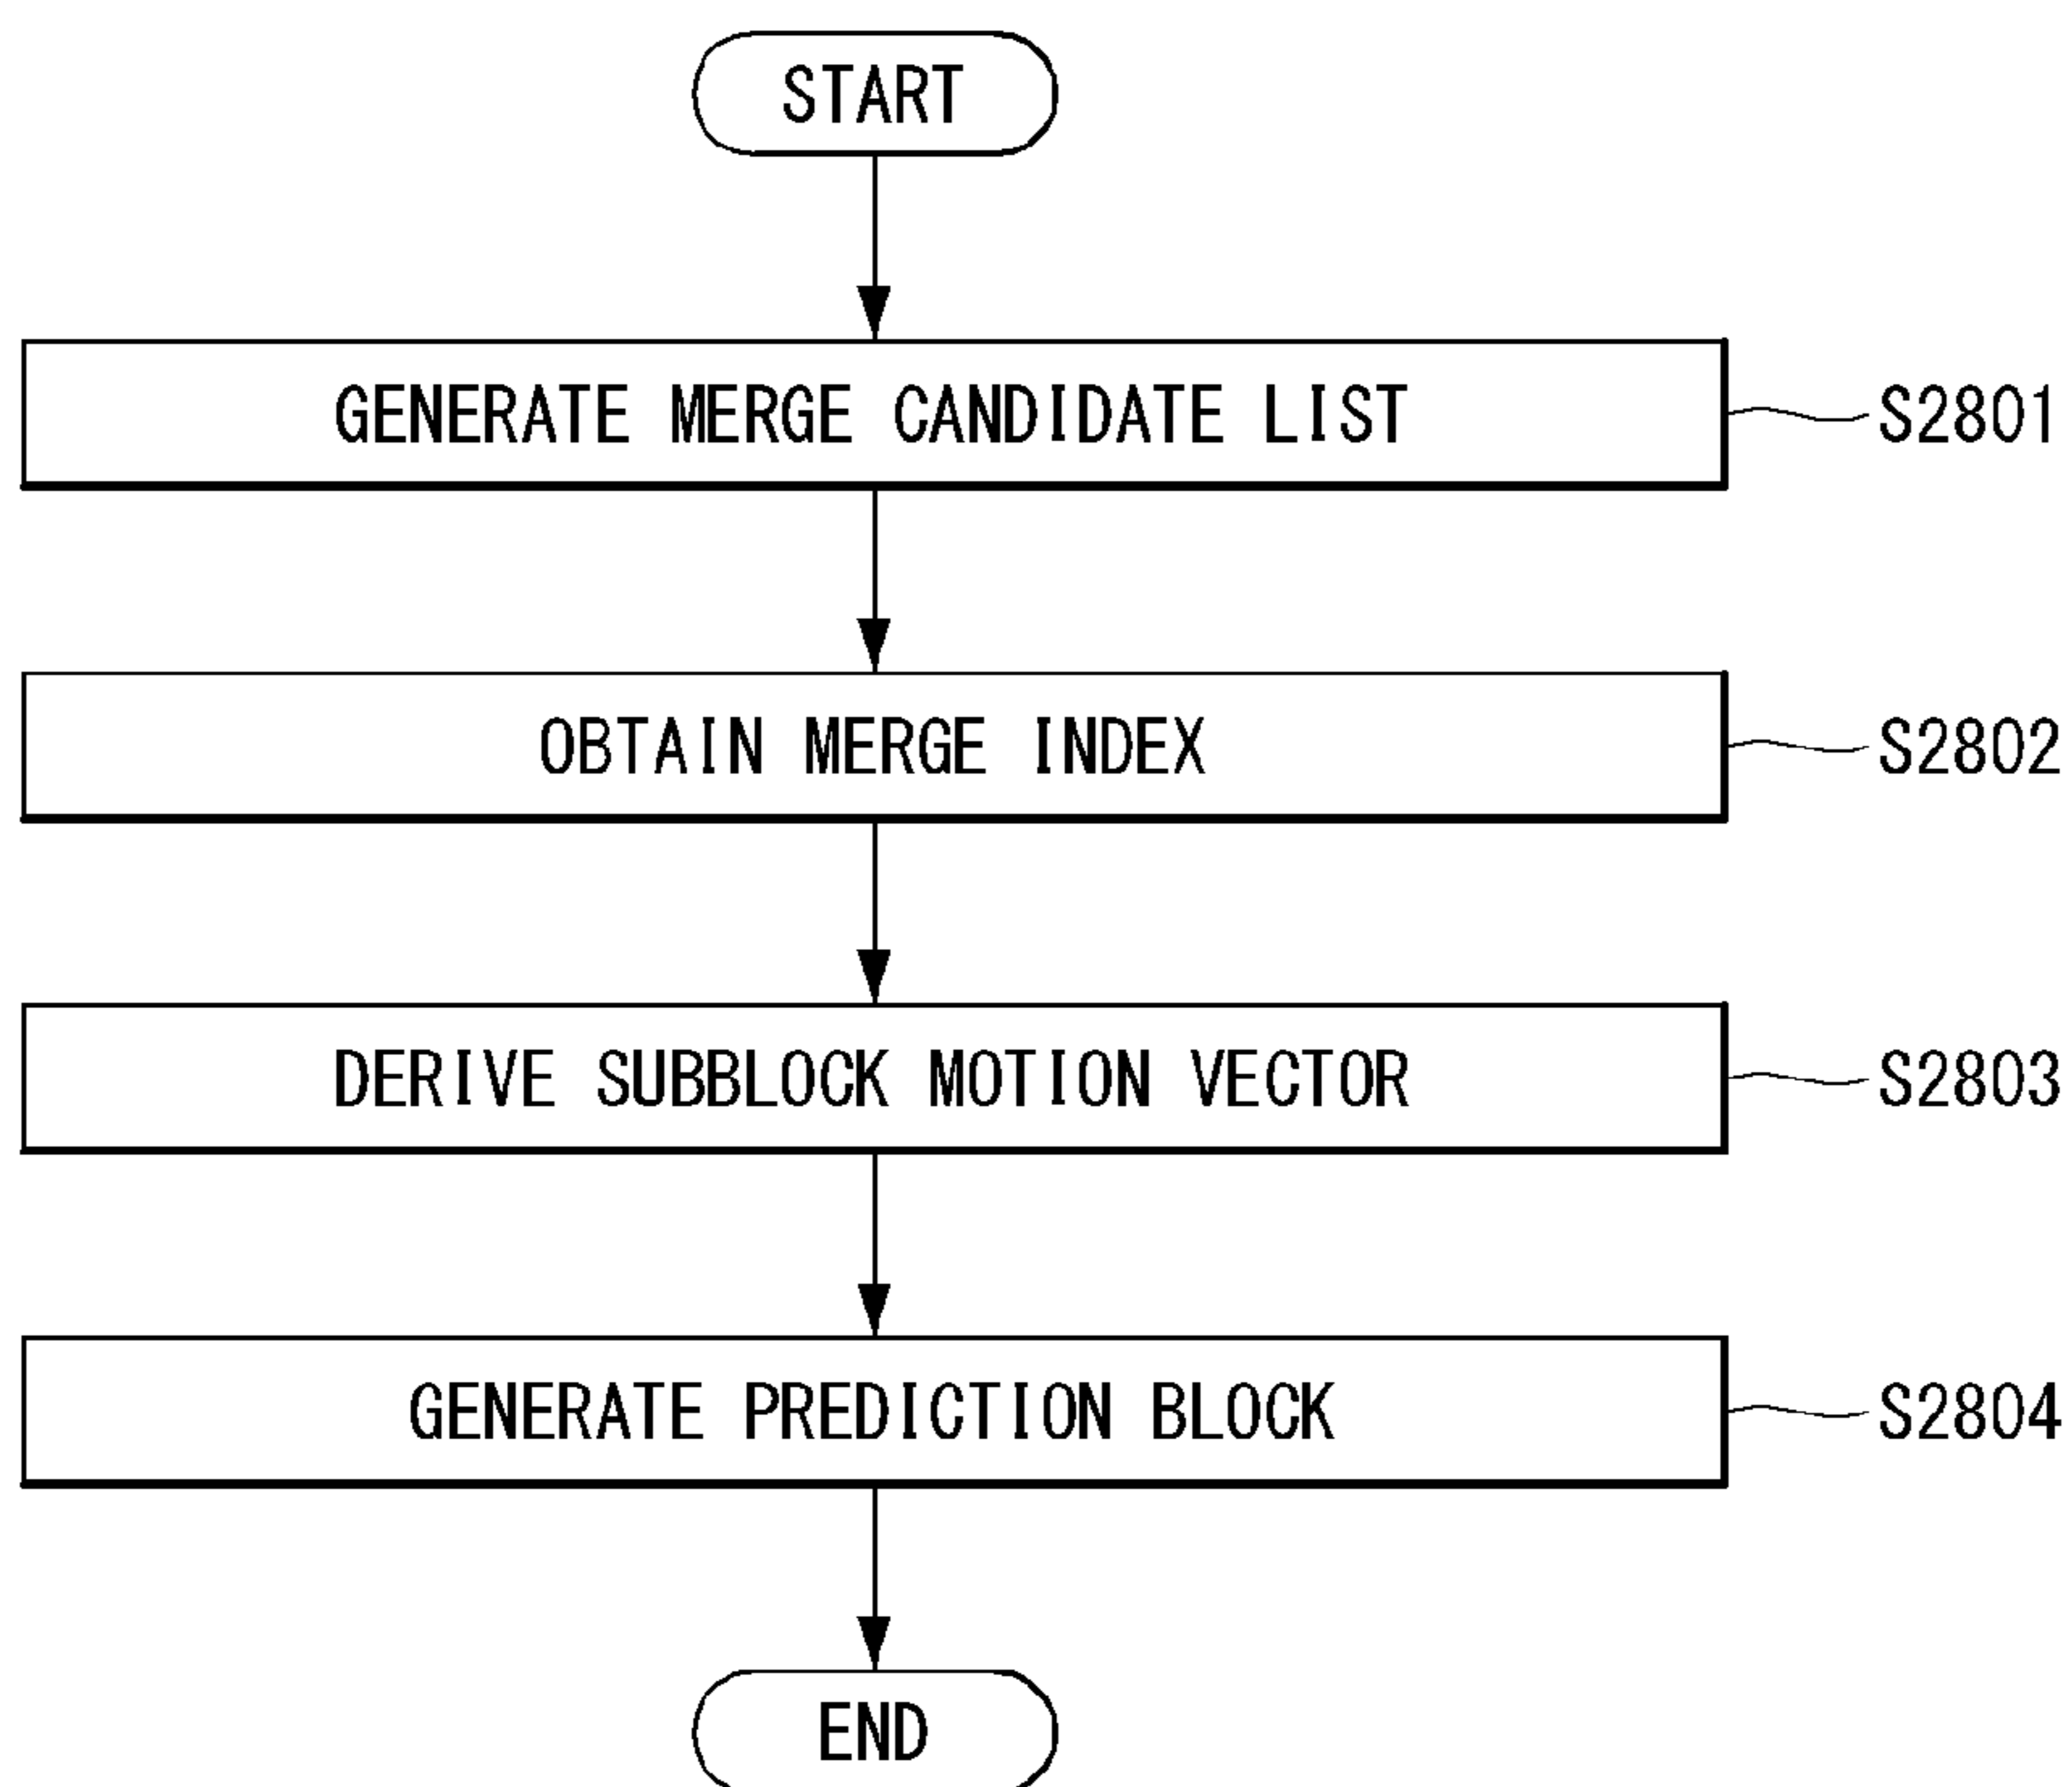 START
GENERATE MERGE CANDIDATE LIST S2801
OBTAIN MERGE INDEX S2802
DERIVE SUBBLOCK MOTION VECTOR S2803
GENERATE PREDICTION BLOCK S2804
END